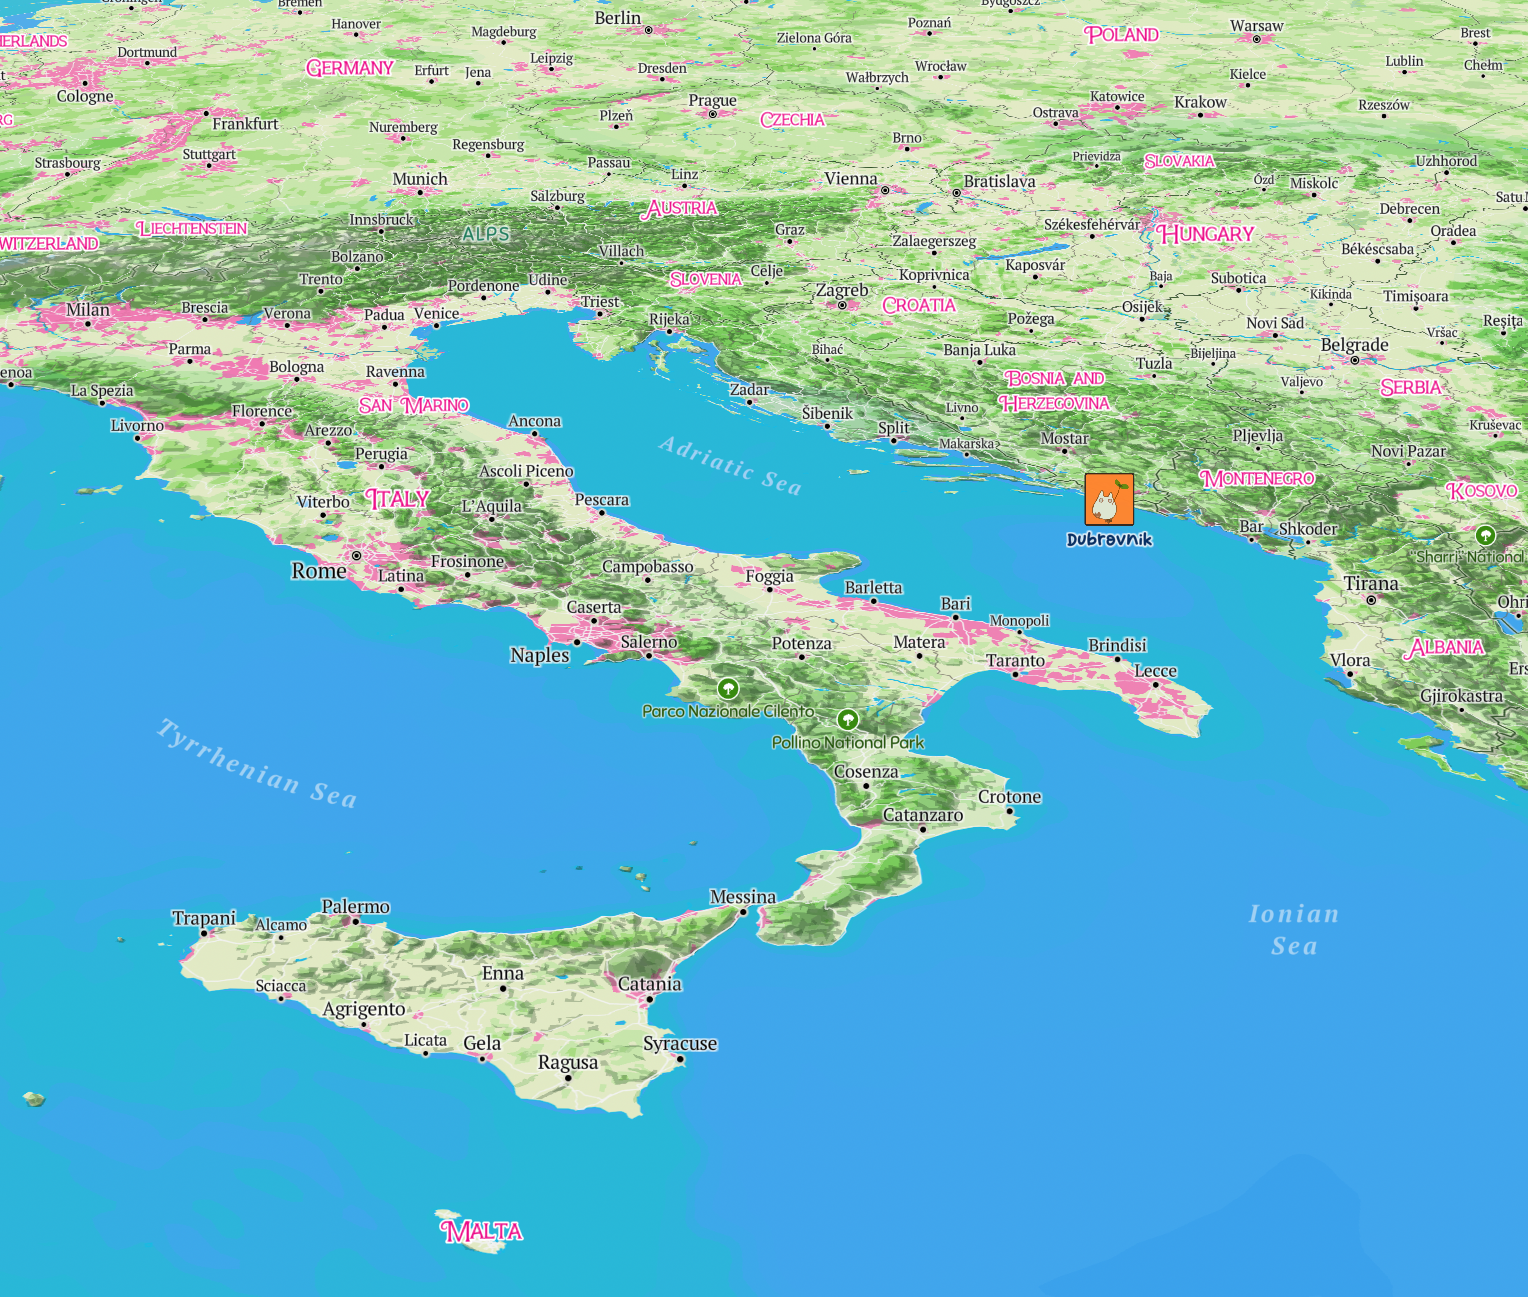 Bremen
Hanover
Berlin
Magdeburg
Zielona Góra
Poznań
POLAND
Warsaw
Brest
Dortmund
GERMANY
Erfurt
Jena
Leipzig
Dresden
Wałbrzych
Wrocław
Kielce
Lublin
Chełm
Cologne
Prague
Katowice
Krakow
Rzeszów
Frankfurt
Nuremberg
Plzeň
CZECHIA
Ostrava
Brno
Strasbourg
Stuttgart
Regensburg
Passau
Prievidza
SLOVAKIA
Uzhhorod
Munich
Linz
Vienna
Bratislava
Ózd
Miskolc
Salzburg
AUSTRIA
LIECHTENSTEIN
Innsbruck
ALPS
Graz
Székesfehérvár
HUNGARY
Debrecen
Oradea
Zalaegerszeg
Villach
Bolzano
Békéscsaba
Trento
Pordenone
Udine
SLOVENIA
Celje
Koprivnica
Kaposvár
Baja
Subotica
Zagreb
CROATIA
Kikinda
Timișoara
Milan
Brescia
Verona
Padua
Venice
Triest
Rijeka
Požega
Osijek
Novi Sad
Vršac
Reșița
Parma
Bologna
Bihać
Banja Luka
Tuzla
Bijeljina
Belgrade
La Spezia
Ravenna
Zadar
BOSNIA AND
HERZEGOVINA
Valjevo
SERBIA
Florence
SAN MARINO
Livorno
Arezzo
Ancona
Šibenik
Livno
Split
Kruševac
Perugia
Adriatic Sea
Makarska
Mostar
Pljevlja
Novi Pazar
Ascoli Piceno
Viterbo
ITALY
L'Aquila
Pescara
MONTENEGRO
KOSOVO
Dubrovnik
Bar
Shkoder
"Sharri" National
Rome
Latina
Frosinone
Campobasso
Foggia
Barletta
Tirana
Caserta
Bari
Monopoli
Naples
Salerno
Potenza
Matera
Taranto
Brindisi
Lecce
ALBANIA
Vlora
Gjirokastra
Parco Nazionale Cilento
Pollino National Park
Tyrrhenian Sea
Cosenza
Crotone
Catanzaro
Messina
Trapani
Alcamo
Palermo
Ionian
Sea
Enna
Sciacca
Catania
Agrigento
Licata
Gela
Syracuse
Ragusa
MALTA